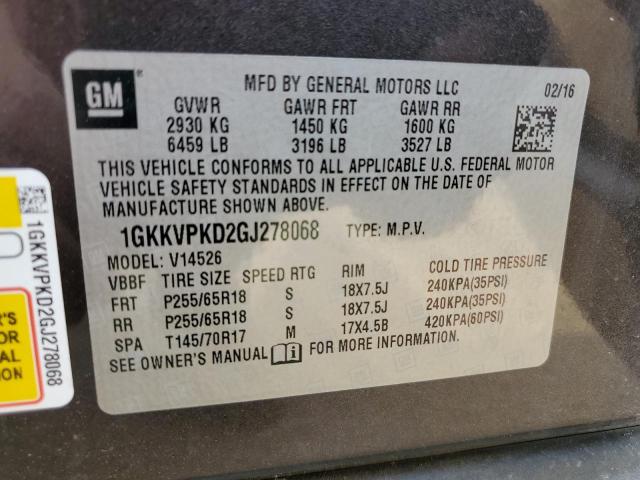 GM
MFD BY GENERAL MOTORS LLC 02/16
GVWR GAWR FRT GAWR RR
2930 KG 1450 KG 1600 KG
6459 LB 3196 LB 3527 LB
THIS VEHICLE CONFORMS TO ALL APPLICABLE U.S. FEDERAL MOTOR
VEHICLE SAFETY STANDARDS IN EFFECT ON THE DATE OF
MANUFACTURE SHOWN ABOVE.
1GKKVPKD2GJ278068 TYPE: M.P.V.
MODEL: V14526
VBBF TIRE SIZE SPEED RTG RIM COLD TIRE PRESSURE
FRT P255/65R18 S 18X7.5J 240KPA(35PSI)
RR P255/65R18 S 18X7.5J 240KPA(35PSI)
SPA T145/70R17 M 17X4.5B 420KPA(60PSI)
SEE OWNER'S MANUAL FOR MORE INFORMATION.
1GKKVPKD2GJ278068